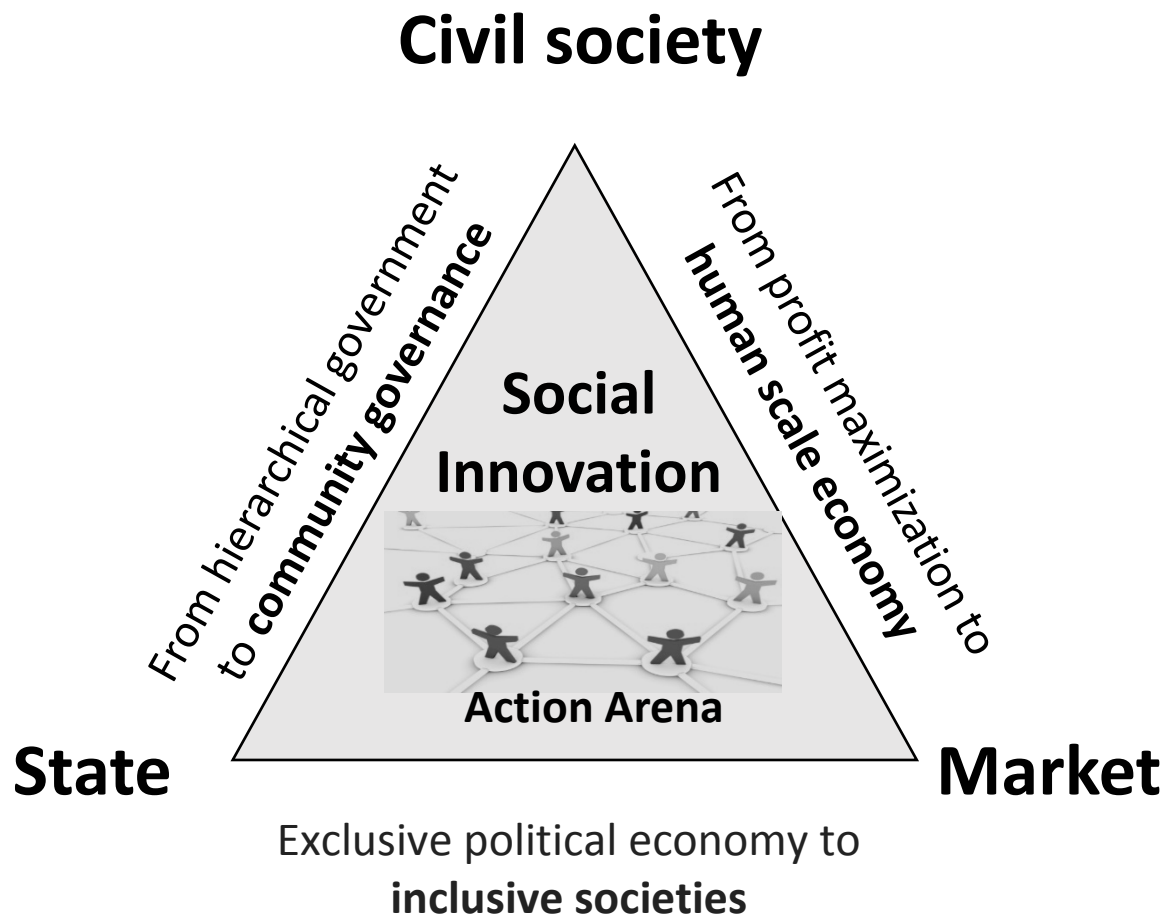 Civil society
From hierarchical government
to community governance
From profit maximization to
human scale economy
Social
Innovation
Action Arena
State
Market
Exclusive political economy to
inclusive societies